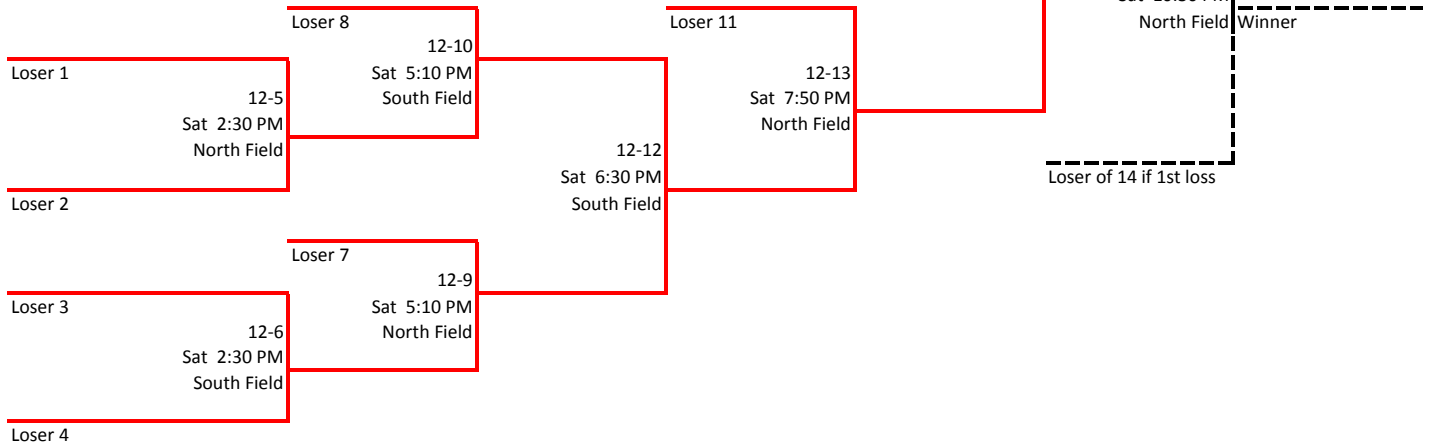 Loser 8
12-10
Sat 5:10 PM
South Field
Loser 11
North Field
Winner
Loser 1
12-5
Sat 2:30 PM
North Field
12-13
Sat 7:50 PM
North Field
Loser 2
12-12
Sat 6:30 PM
South Field
Loser of 14 if 1st loss
Loser 7
12-9
Sat 5:10 PM
North Field
Loser 3
12-6
Sat 2:30 PM
South Field
Loser 4